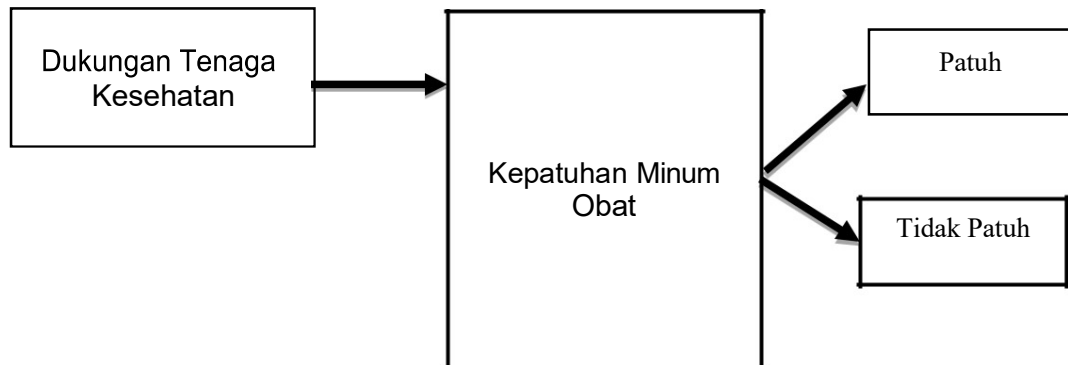 Dukungan Tenaga
Kesehatan
Kepatuhan Minum
Obat
Patuh
Tidak Patuh